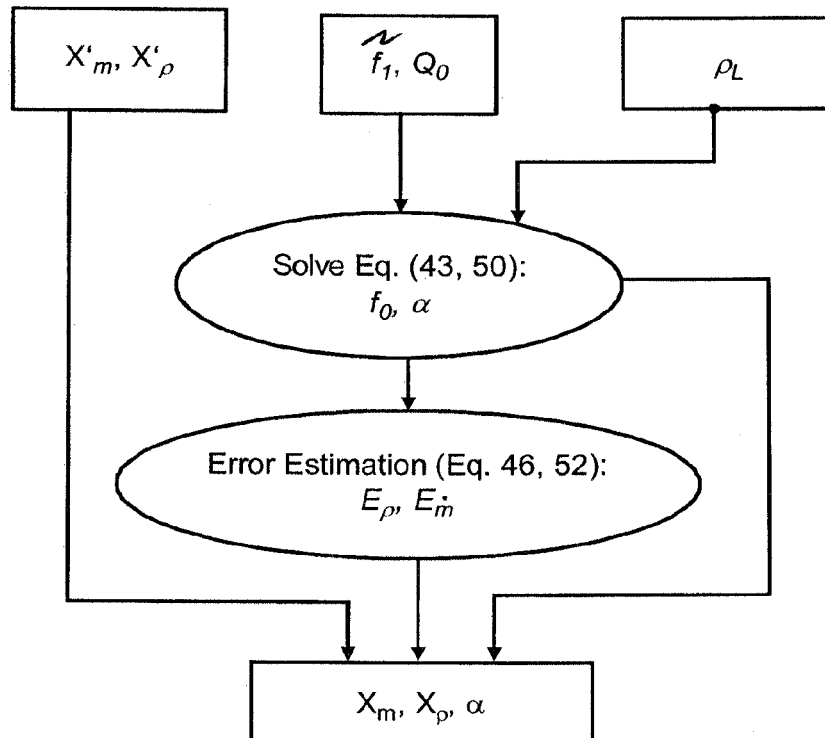 X'ₘ, X'ᵨ
f₁, Q₀
ρL
Solve Eq. (43, 50):
f₀, α
Error Estimation (Eq. 46, 52):
Eᵨ, Eṁ
Xₘ, Xᵨ, α